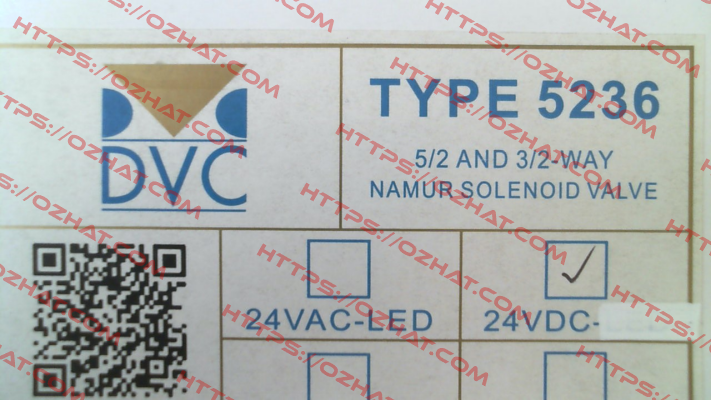 DVC
TYPE 5236
5/2 AND 3/2-WAY
NAMUR SOLENOID VALVE
24VAC-LED
24VDC-
HTTPS://OZHAT.COM